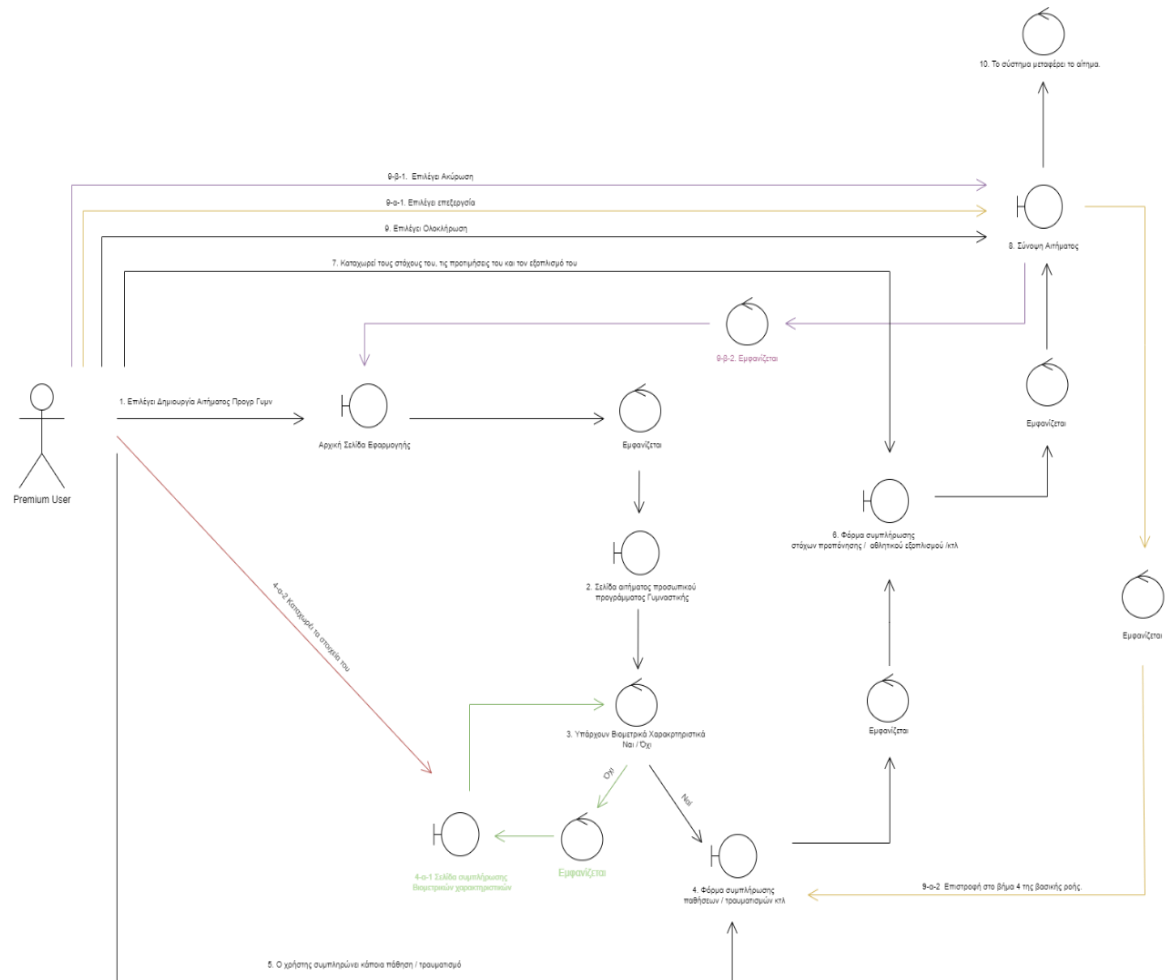 10. Το σύστημα μεταφέρει το αίτημα.
9-β-1. Επιλέγει Ακύρωση
9-α-1. Επιλέγει επεξεργσία
9. Επιλέγει Ολοκλήρωση
8. Σύνοψη Αιτήματος
7. Καταχωρεί τους στόχους του, τις προτιμήσεις του και τον εξοπλισμό του
9-β-2. Εμφανίζεται
1. Επιλέγει Δημιουργία Αιτήματος Προγρ Γυμν
Αρχική Σελίδα Εφαρμογής
Εμφανίζεται
Εμφανίζεται
Premium User
6. Φόρμα συμπλήρωσης
στόχων προπόνησης / αθλητικού εξοπλισμού /κτλ
2. Σελίδα αιτήματος προσωπικού
προγράμματος Γυμναστικής
4-α-2 Καταχωρεί τα στοιχεία του
Εμφανίζεται
3. Υπάρχουν Βιομετρικά Χαρακτηριστικά
Ναι / Όχι
Εμφανίζεται
Όχι
Ναί
4-α-1 Σελίδα συμπλήρωσης
Βιομετρικών χαρακτηριστικών
Εμφανίζεται
4. Φόρμα συμπλήρωσης
παθήσεων / τραυματισμών κτλ
9-α-2 Επιστροφή στο βήμα 4 της βασικής ροής.
5. Ο χρήστης συμπληρώνει κάποια πάθηση / τραυματισμό